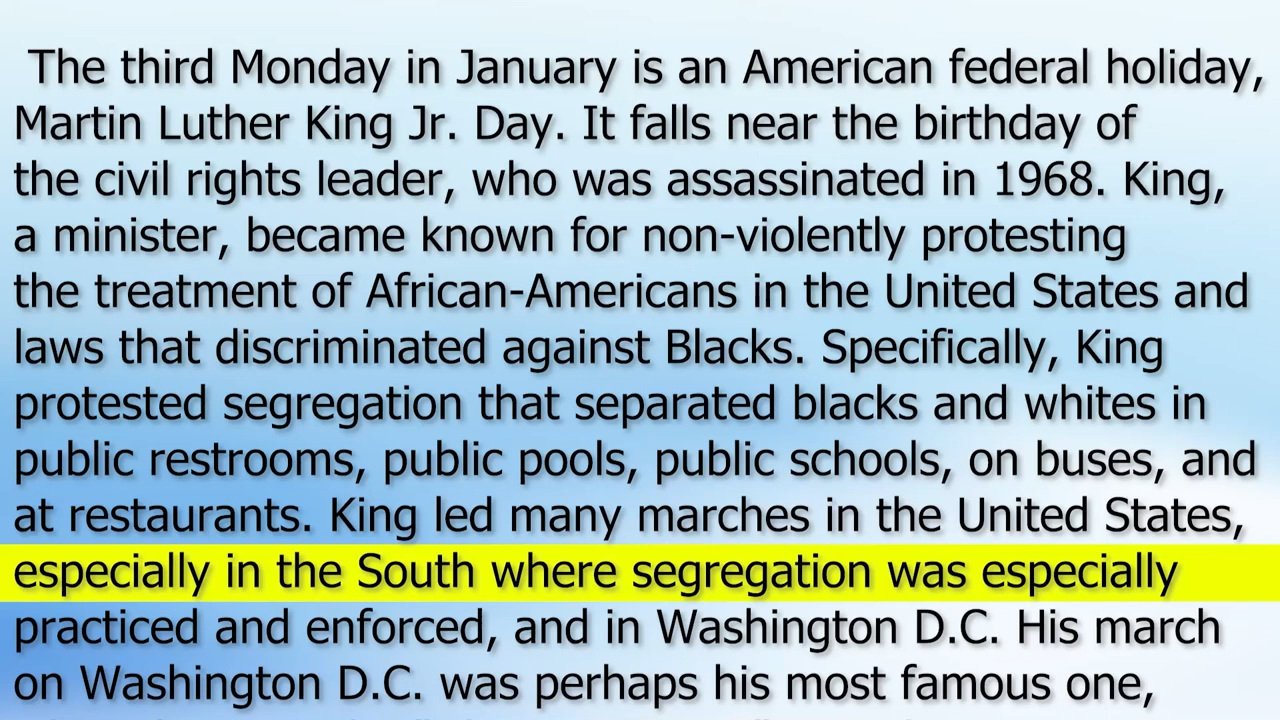 The third Monday in January is an American federal holiday,
Martin Luther King Jr. Day. It falls near the birthday of
the civil rights leader, who was assassinated in 1968. King,
a minister, became known for non-violently protesting
the treatment of African-Americans in the United States and
laws that discriminated against Blacks. Specifically, King
protested segregation that separated blacks and whites in
public restrooms, public pools, public schools, on buses, and
at restaurants. King led many marches in the United States,
especially in the South where segregation was especially
practiced and enforced, and in Washington D.C. His march
on Washington D.C. was perhaps his most famous one,